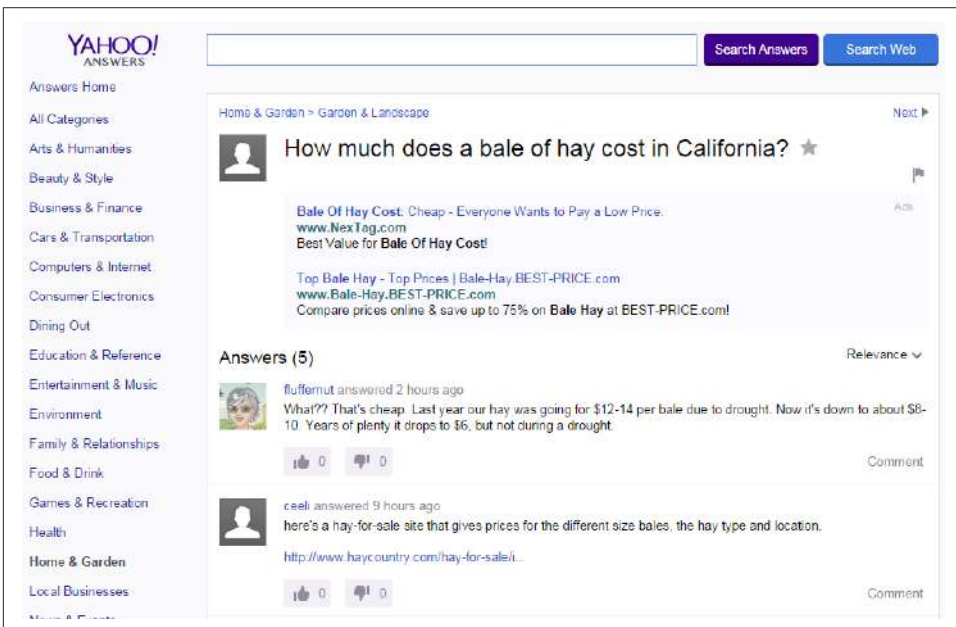 YAHOO!
ANSWERS
Search Answers
Search Web
Answers Home
All Categories
Arts & Humanities
Beauty & Style
Business & Finance
Cars & Transportation
Computers & Internet
Consumer Electronics
Dining Out
Education & Reference
Entertainment & Music
Environment
Family & Relationships
Food & Drink
Games & Recreation
Health
Home & Garden
Local Businesses
News & Events
Home & Garden > Garden & Landscape
Next
How much does a bale of hay cost in California?
Ads
Bale Of Hay Cost: Cheap - Everyone Wants to Pay a Low Price.
www.NexTag.com
Best Value for Bale Of Hay Cost!
Top Bale Hay - Top Prices | Bale-Hay.BEST-PRICE.com
www.Bale-Hay.BEST-PRICE.com
Compare prices online & save up to 75% on Bale Hay at BEST-PRICE.com!
Answers (5)
Relevance
fluffernut answered 2 hours ago
What?? That's cheap. Last year our hay was going for $12-14 per bale due to drought. Now it's down to about $8-
10. Years of plenty it drops to $6, but not during a drought.
0 0
Comment
ceeli answered 9 hours ago
here's a hay-for-sale site that gives prices for the different size bales, the hay type and location.
http://www.haycountry.com/hay-for-sale/i...
0 0
Comment